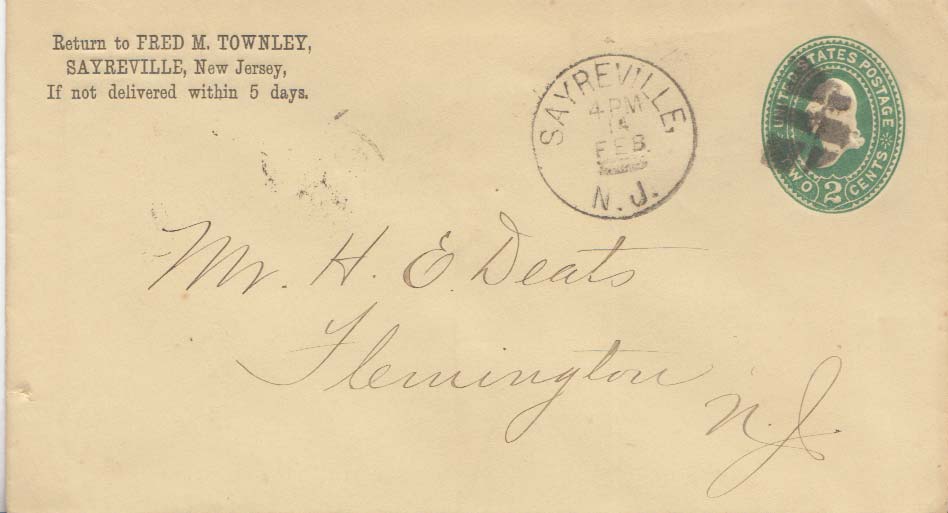 Return to FRED M. TOWNLEY,
SAYREVILLE, New Jersey,
If not delivered within 5 days.
SAYREVILLE,
4 PM
14
FEB.
N.J.
UNITED STATES POSTAGE
TWO 2 CENTS
Mr. H. E. Deats
Flemington
N.J.